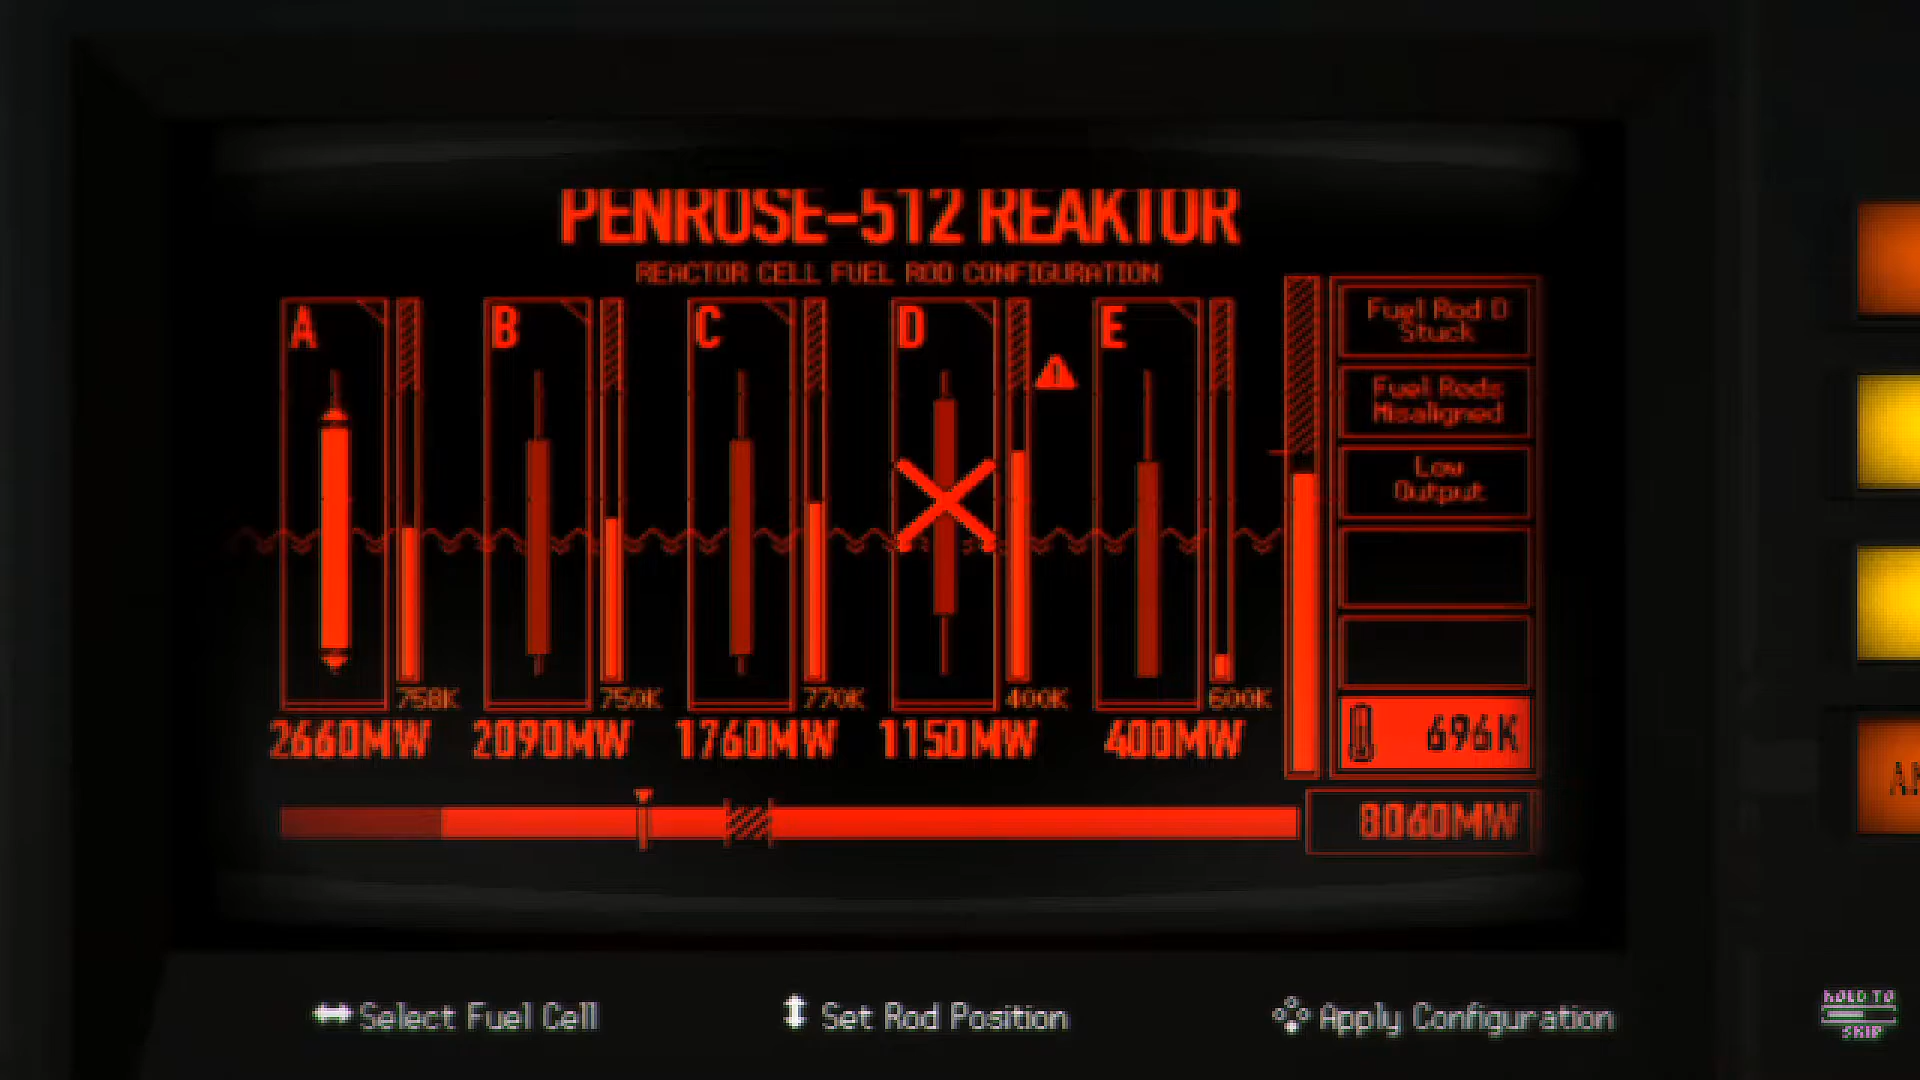 PENROSE-512 REAKTOR
REACTOR CELL FUEL ROD CONFIGURATION
A
B
C
D
E
Fuel Rod D
Stuck
Fuel Rods
Misaligned
Low
Output
758K
750K
770K
400K
600K
696K
2660MW
2090MW
1760MW
1150MW
400MW
8060MW
Select Fuel Cell
Set Rod Position
Apply Configuration
HOLD TO
SKIP